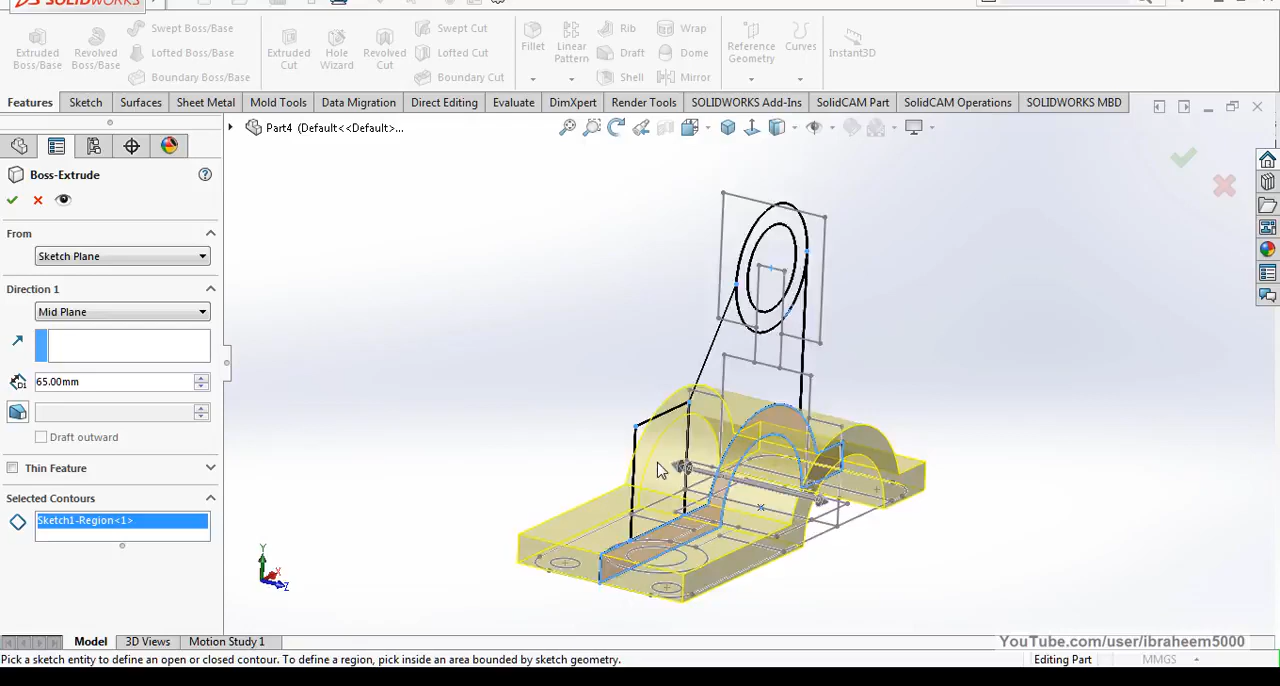 SOLIDWORKS
Extruded Boss/Base
Revolved Boss/Base
Swept Boss/Base
Lofted Boss/Base
Boundary Boss/Base
Extruded Cut
Hole Wizard
Revolved Cut
Swept Cut
Lofted Cut
Boundary Cut
Fillet
Linear Pattern
Rib
Draft
Shell
Wrap
Dome
Mirror
Reference Geometry
Curves
Instant3D
Features
Sketch
Surfaces
Sheet Metal
Mold Tools
Data Migration
Direct Editing
Evaluate
DimXpert
Render Tools
SOLIDWORKS Add-Ins
SolidCAM Part
SolidCAM Operations
SOLIDWORKS MBD
Part4 (Default<<Default>...
Boss-Extrude
From
Sketch Plane
Direction 1
Mid Plane
D1
65.00mm
Draft outward
Thin Feature
Selected Contours
Sketch1-Region<1>
Y
X
Z
Model
3D Views
Motion Study 1
YouTube.com/user/ibraheem5000
Pick a sketch entity to define an open or closed contour. To define a region, pick inside an area bounded by sketch geometry.
Editing Part
MMGS